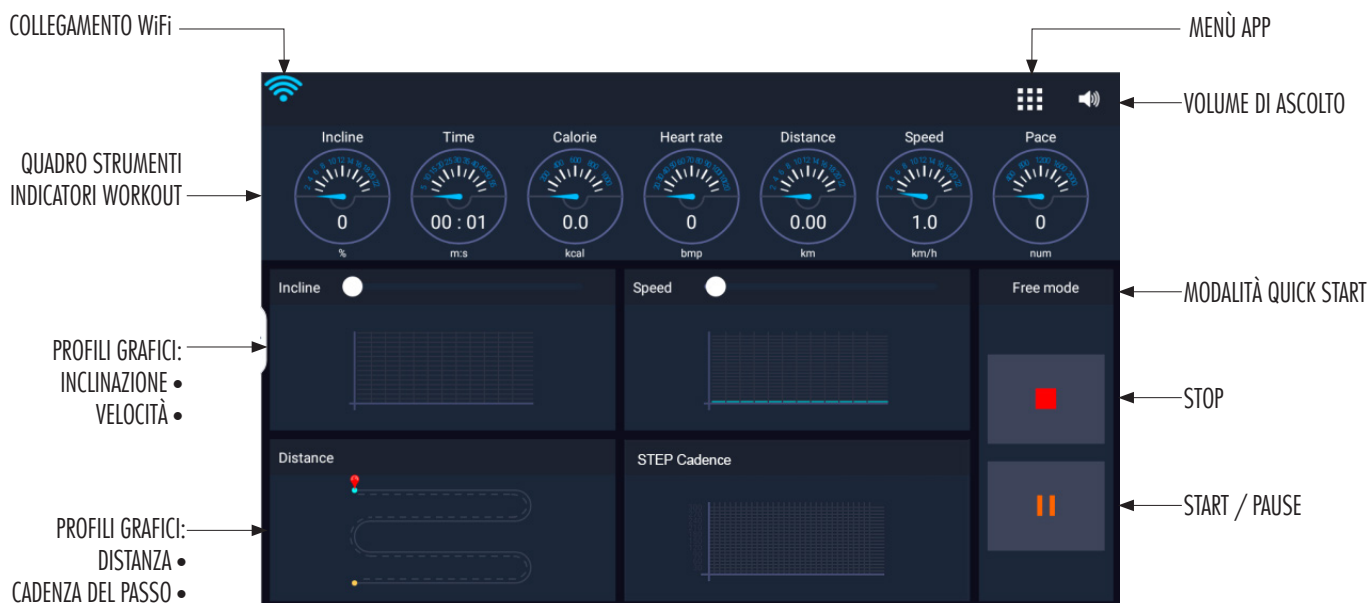 COLLEGAMENTO WiFi
MENÙ APP
VOLUME DI ASCOLTO
QUADRO STRUMENTI
INDICATORI WORKOUT
Incline Time Calorie Heart rate Distance Speed Pace
0 00 : 01 0.0 0 0.00 1.0 0
% m:s kcal bmp km km/h num
Incline Speed Free mode
MODALITÀ QUICK START
PROFILI GRAFICI:
INCLINAZIONE •
VELOCITÀ •
STOP
Distance STEP Cadence
START / PAUSE
PROFILI GRAFICI:
DISTANZA •
CADENZA DEL PASSO •